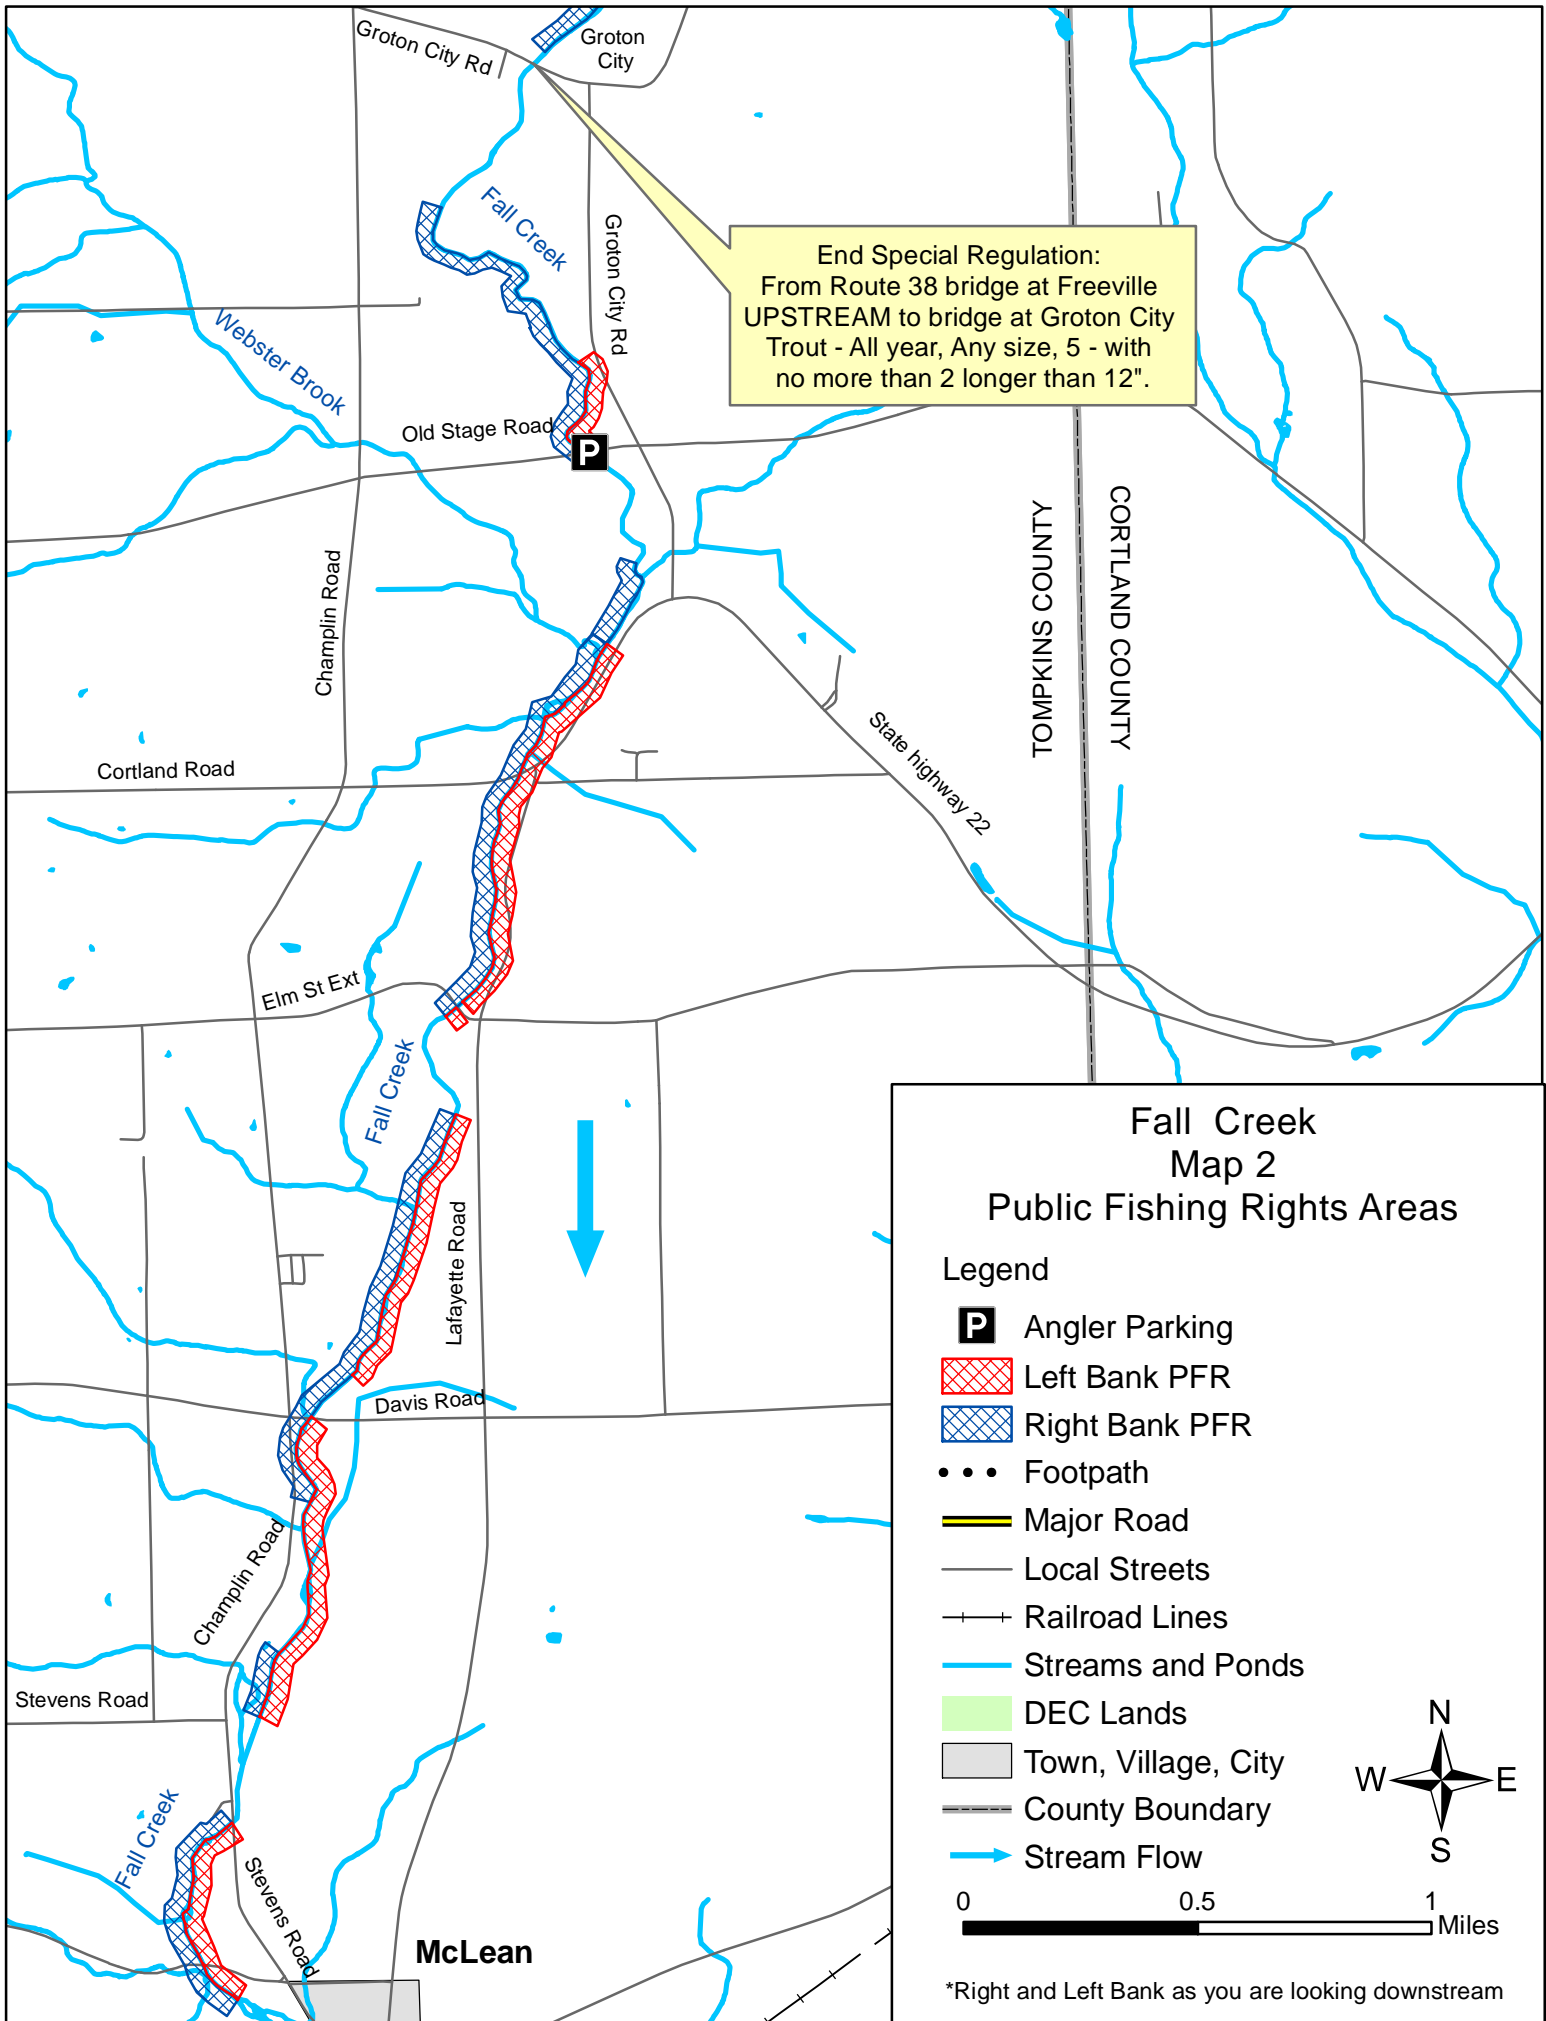 Groton City Rd
Groton
City
Fall Creek
Groton City Rd
End Special Regulation:
From Route 38 bridge at Freeville
UPSTREAM to bridge at Groton City
Trout - All year, Any size, 5 - with
no more than 2 longer than 12".
Webster Brook
Old Stage Road
P
Champlin Road
TOMPKINS COUNTY
CORTLAND COUNTY
State highway 22
Cortland Road
Elm St Ext
Fall Creek
Lafayette Road
Davis Road
Champlin Road
Stevens Road
Fall Creek
Stevens Road
McLean
Fall Creek
Map 2
Public Fishing Rights Areas
Legend
P Angler Parking
Left Bank PFR
Right Bank PFR
Footpath
Major Road
Local Streets
Railroad Lines
Streams and Ponds
DEC Lands
Town, Village, City
County Boundary
Stream Flow
N
W E
S
0 0.5 1
Miles
*Right and Left Bank as you are looking downstream